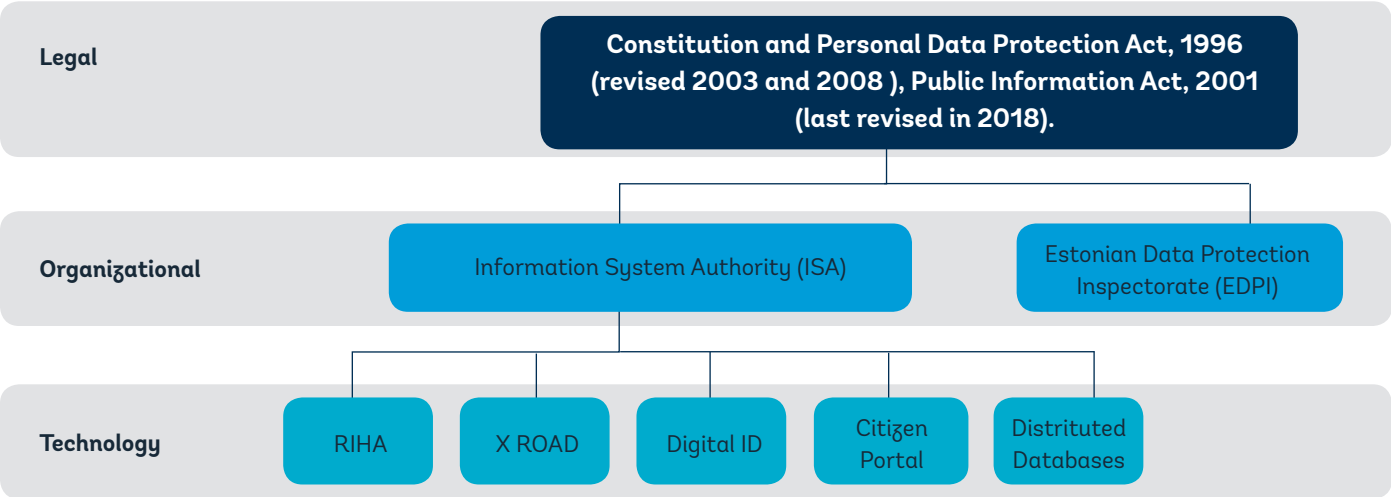 Legal
Constitution and Personal Data Protection Act, 1996
(revised 2003 and 2008 ), Public Information Act, 2001
(last revised in 2018).
Organizational
Information System Authority (ISA)
Estonian Data Protection
Inspectorate (EDPI)
Technology
RIHA
X ROAD
Digital ID
Citizen
Portal
Distrituted
Databases